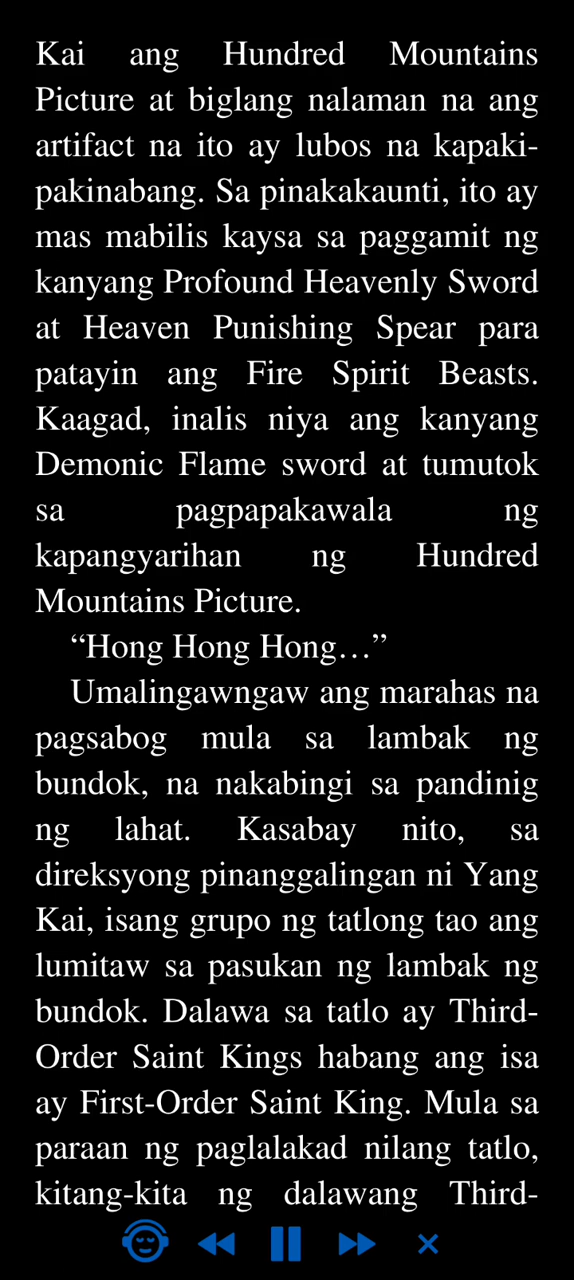 Kai ang Hundred Mountains
Picture at biglang nalaman na ang
artifact na ito ay lubos na kapaki-
pakinabang. Sa pinakakaunti, ito ay
mas mabilis kaysa sa paggamit ng
kanyang Profound Heavenly Sword
at Heaven Punishing Spear para
patayin ang Fire Spirit Beasts.
Kaagad, inalis niya ang kanyang
Demonic Flame sword at tumutok
sa pagpapakawala ng
kapangyarihan ng Hundred
Mountains Picture.
“Hong Hong Hong…”
Umalingawngaw ang marahas na
pagsabog mula sa lambak ng
bundok, na nakabingi sa pandinig
ng lahat. Kasabay nito, sa
direksyong pinanggalingan ni Yang
Kai, isang grupo ng tatlong tao ang
lumitaw sa pasukan ng lambak ng
bundok. Dalawa sa tatlo ay Third-
Order Saint Kings habang ang isa
ay First-Order Saint King. Mula sa
paraan ng paglalakad nilang tatlo,
kitang-kita ng dalawang Third-